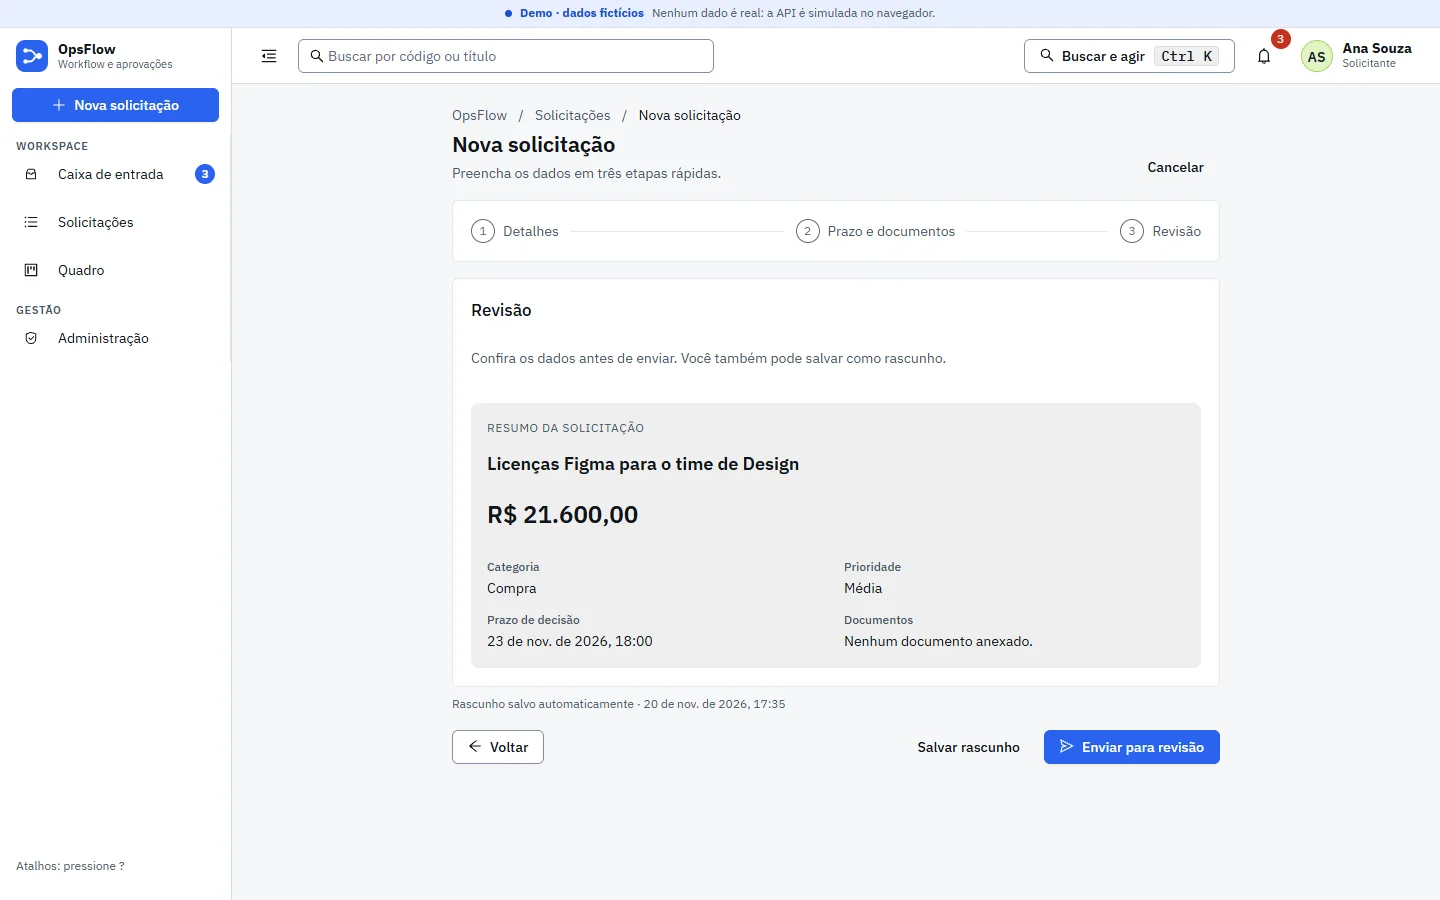 Demo · dados fictícios Nenhum dado é real: a API é simulada no navegador.
OpsFlow
Workflow e aprovações
Nova solicitação
WORKSPACE
Caixa de entrada 3
Solicitações
Quadro
GESTÃO
Administração
Atalhos: pressione ?
Buscar por código ou título
Buscar e agir Ctrl K
3
AS
Ana Souza
Solicitante
OpsFlow / Solicitações / Nova solicitação
Nova solicitação
Preencha os dados em três etapas rápidas.
Cancelar
1 Detalhes
2 Prazo e documentos
3 Revisão
Revisão
Confira os dados antes de enviar. Você também pode salvar como rascunho.
RESUMO DA SOLICITAÇÃO
Licenças Figma para o time de Design
R$ 21.600,00
Categoria
Compra
Prioridade
Média
Prazo de decisão
23 de nov. de 2026, 18:00
Documentos
Nenhum documento anexado.
Rascunho salvo automaticamente · 20 de nov. de 2026, 17:35
Voltar
Salvar rascunho
Enviar para revisão